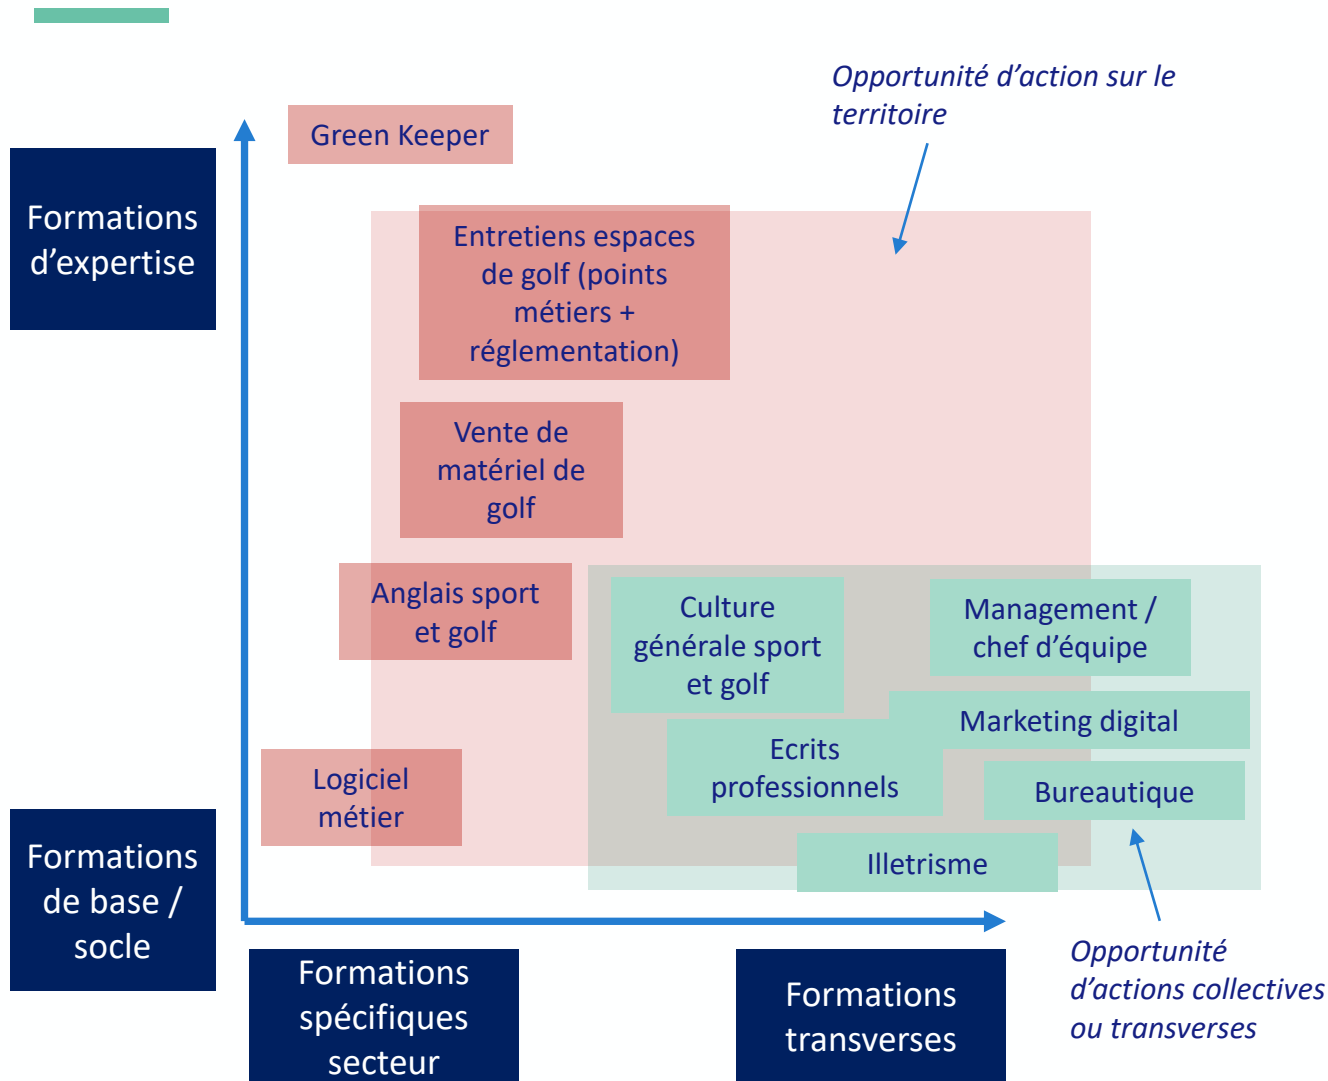 Opportunité d'action sur le
territoire
Green Keeper
Formations
d'expertise
Entretiens espaces
de golf (points
métiers +
réglementation)
Vente de
matériel de
golf
Anglais sport
et golf
Culture
générale sport
et golf
Management /
chef d'équipe
Marketing digital
Ecrits
professionnels
Logiciel
métier
Bureautique
Illetrisme
Formations
de base /
socle
Formations
spécifiques
secteur
Formations
transverses
Opportunité
d'actions collectives
ou transverses